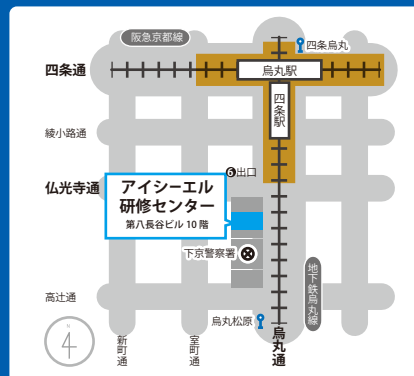 阪急京都線
四条烏丸
四条通
烏丸駅
四条駅
綾小路通
❻出口
仏光寺通
アイシーエル
研修センター
第八長谷ビル10階
下京警察署
地下鉄烏丸線
高辻通
烏丸松原
新町通
室町通
烏丸通